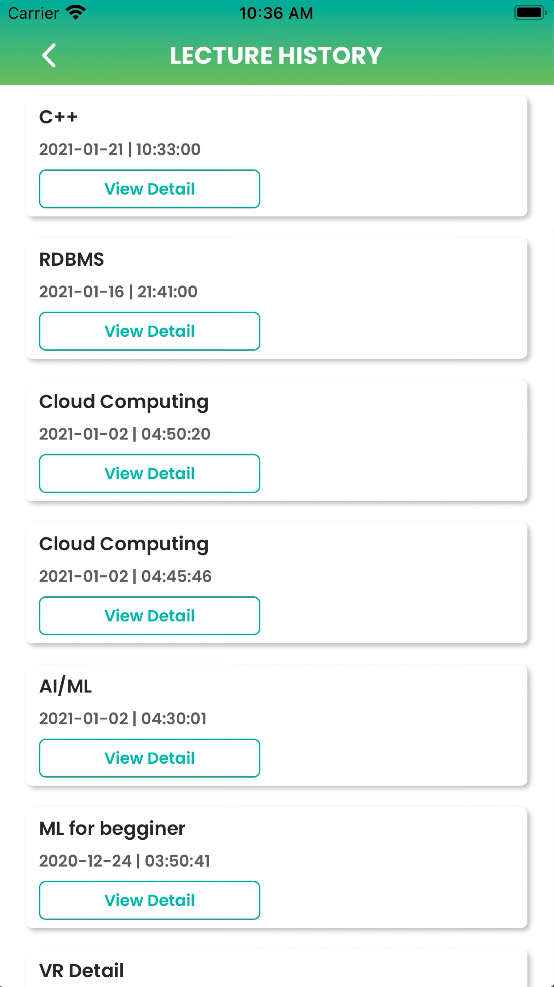 Carrier 10:36 AM
LECTURE HISTORY
C++
2021-01-21 | 10:33:00
View Detail
RDBMS
2021-01-16 | 21:41:00
View Detail
Cloud Computing
2021-01-02 | 04:50:20
View Detail
Cloud Computing
2021-01-02 | 04:45:46
View Detail
AI/ML
2021-01-02 | 04:30:01
View Detail
ML for begginer
2020-12-24 | 03:50:41
View Detail
VR Detail